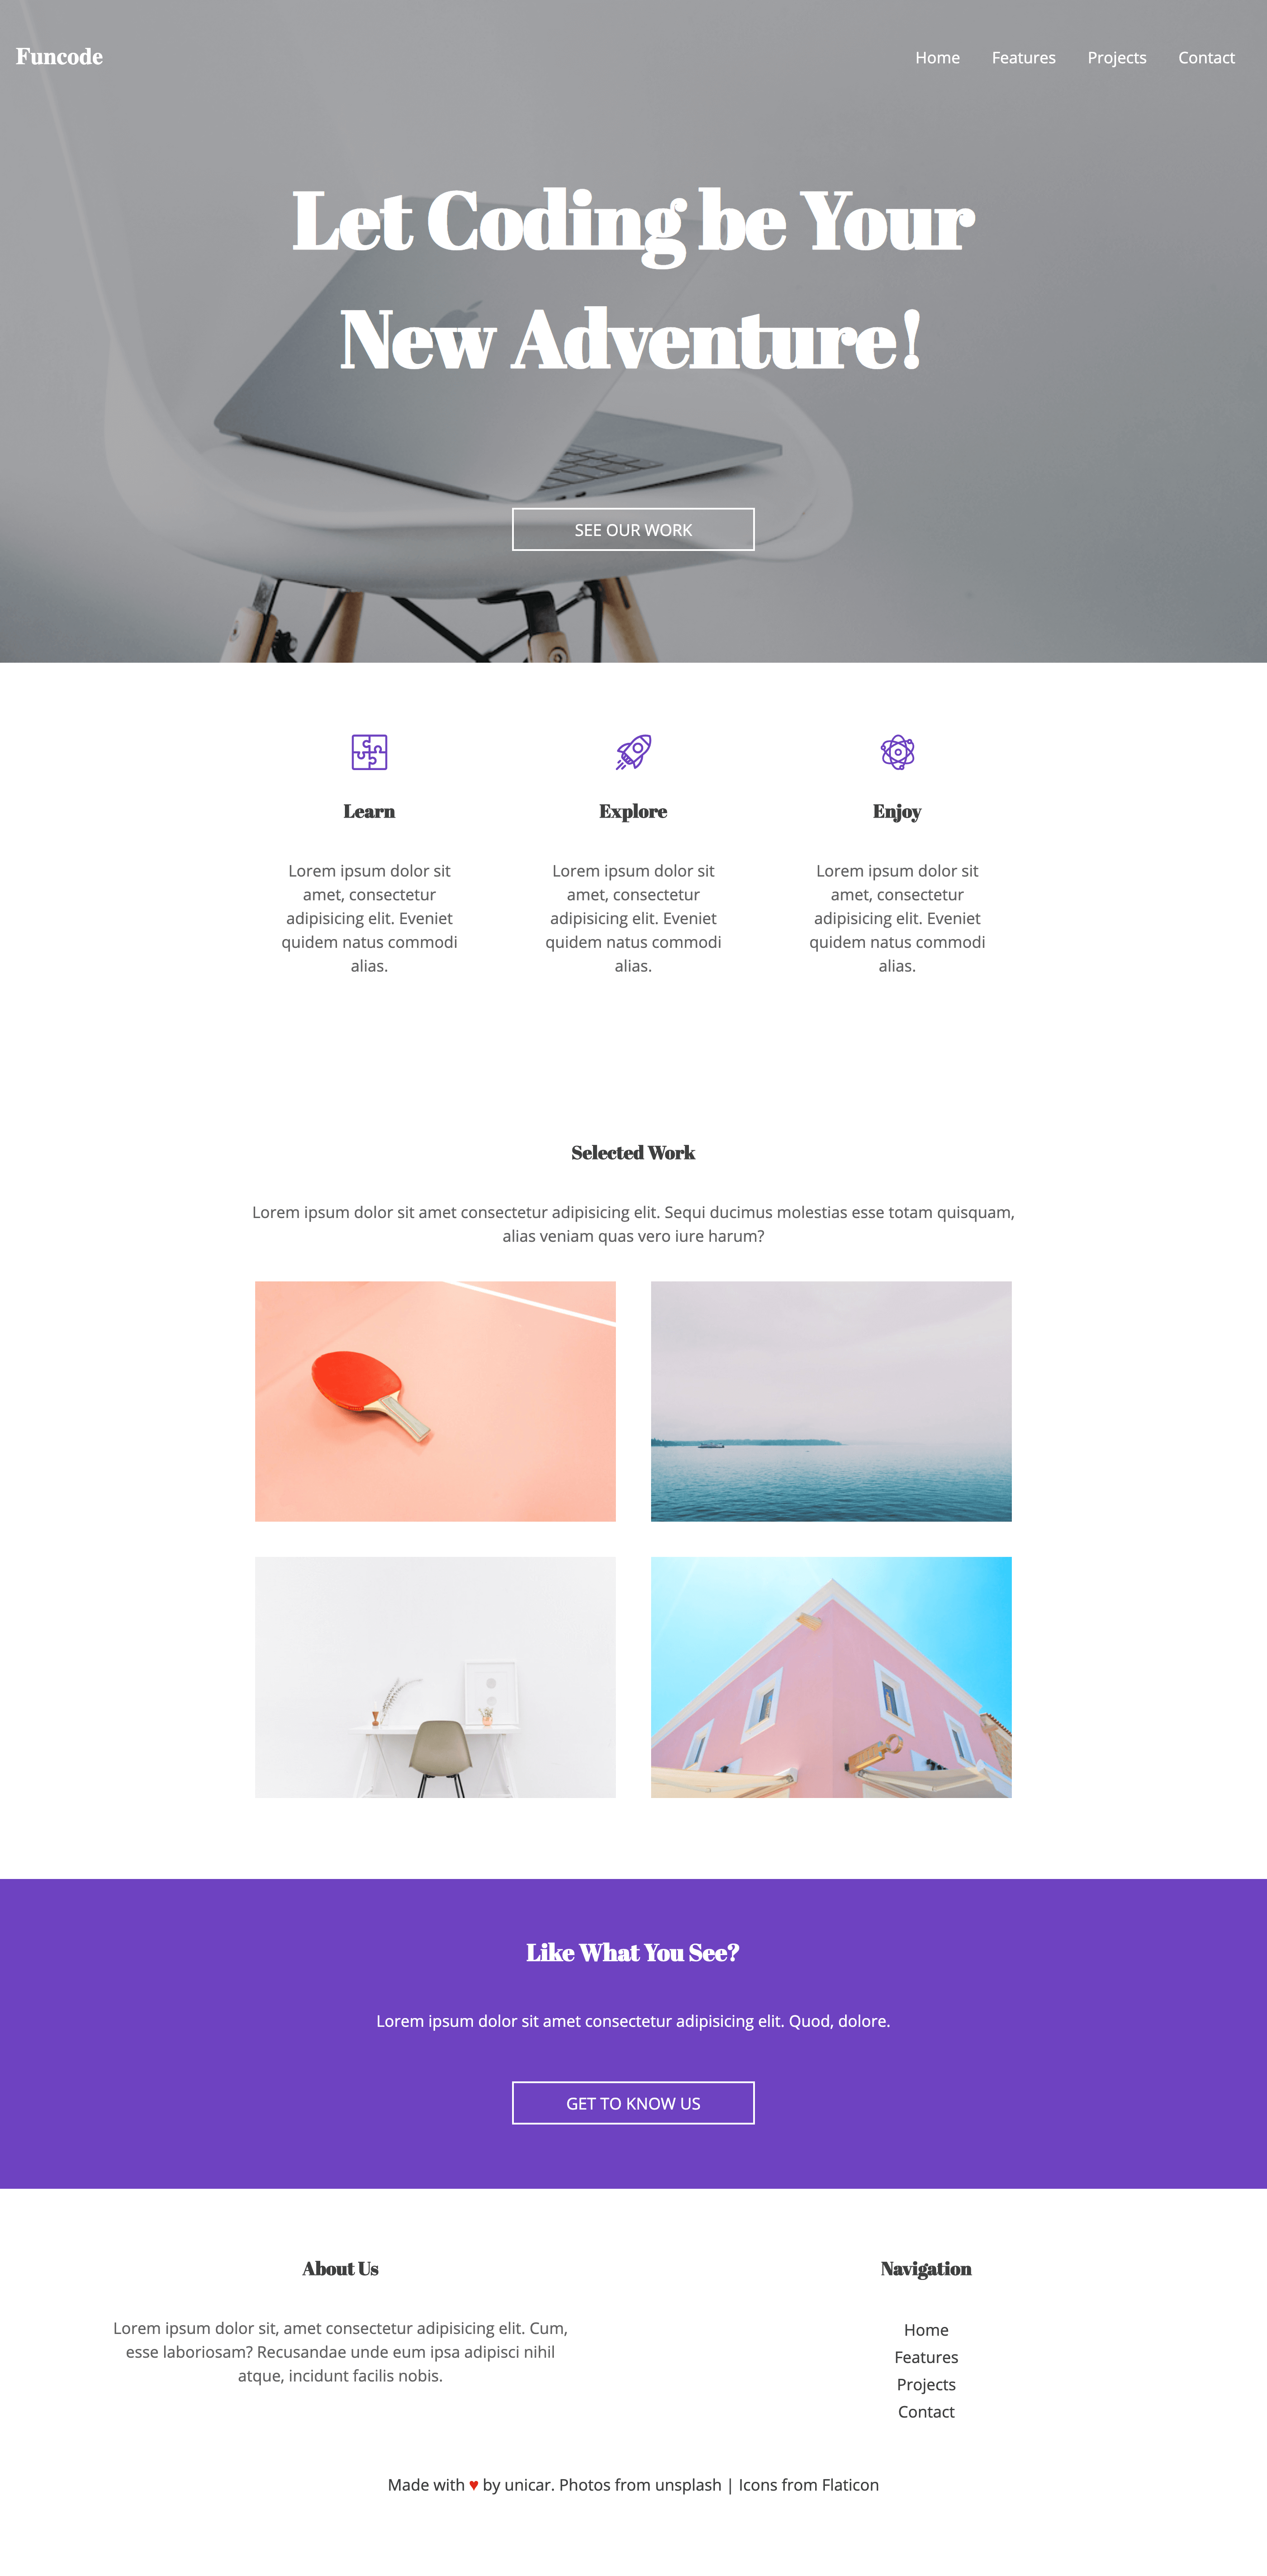 Funcode
Home Features Projects Contact
Let Coding be Your
New Adventure!
SEE OUR WORK
Learn
Lorem ipsum dolor sit
amet, consectetur
adipisicing elit. Eveniet
quidem natus commodi
alias.
Explore
Lorem ipsum dolor sit
amet, consectetur
adipisicing elit. Eveniet
quidem natus commodi
alias.
Enjoy
Lorem ipsum dolor sit
amet, consectetur
adipisicing elit. Eveniet
quidem natus commodi
alias.
Selected Work
Lorem ipsum dolor sit amet consectetur adipisicing elit. Sequi ducimus molestias esse totam quisquam,
alias veniam quas vero iure harum?
Like What You See?
Lorem ipsum dolor sit amet consectetur adipisicing elit. Quod, dolore.
GET TO KNOW US
About Us
Lorem ipsum dolor sit, amet consectetur adipisicing elit. Cum,
esse laboriosam? Recusandae unde eum ipsa adipisci nihil
atque, incidunt facilis nobis.
Navigation
Home
Features
Projects
Contact
Made with ♥ by unicar. Photos from unsplash | Icons from Flaticon